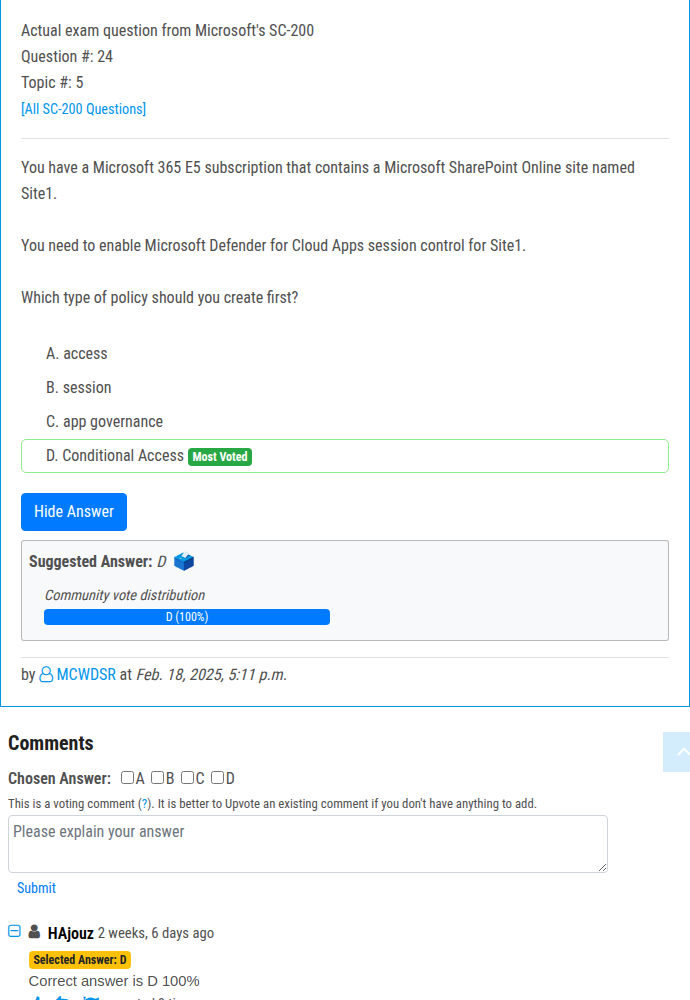 Actual exam question from Microsoft's SC-200
Question #: 24
Topic #: 5
[All SC-200 Questions]
You have a Microsoft 365 E5 subscription that contains a Microsoft SharePoint Online site named
Site1.
You need to enable Microsoft Defender for Cloud Apps session control for Site1.
Which type of policy should you create first?
A. access
B. session
C. app governance
D. Conditional Access Most Voted
Hide Answer
Suggested Answer: D
Community vote distribution
D (100%)
by MCWDSR at Feb. 18, 2025, 5:11 p.m.
Comments
Chosen Answer: A B C D
This is a voting comment (?). It is better to Upvote an existing comment if you don't have anything to add.
Please explain your answer
Submit
HAjouz 2 weeks, 6 days ago
Selected Answer: D
Correct answer is D 100%